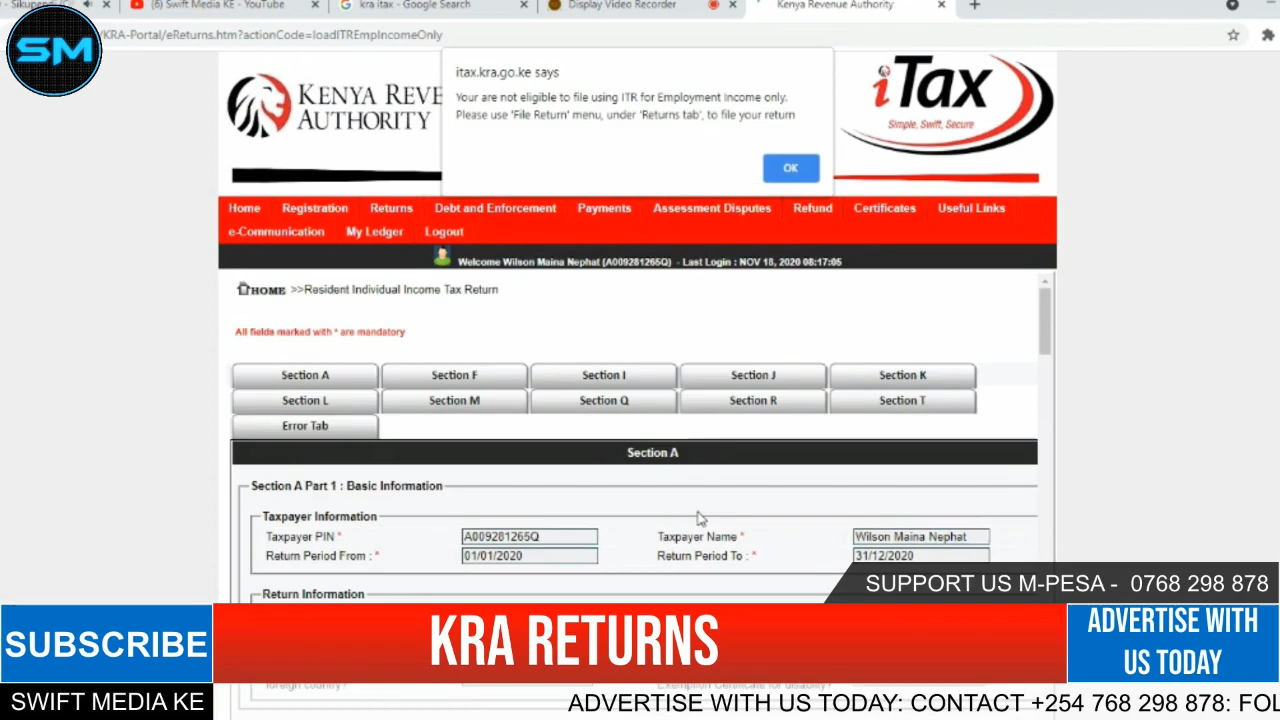 Sikupend
(6) Swift Media KE - YouTube
kra itax - Google Search
Display Video Recorder
Kenya Revenue Authority
/KRA-Portal/eReturns.htm?actionCode=loadITREmpIncomeOnly
SM
KENYA REVE
AUTHORITY
itax.kra.go.ke says
Your are not eligible to file using ITR for Employment Income only.
Please use 'File Return' menu, under 'Returns tab', to file your return
OK
iTax
Simple, Swift, Secure
Home Registration Returns Debt and Enforcement Payments Assessment Disputes Refund Certificates Useful Links
e-Communication My Ledger Logout
Welcome Wilson Maina Nephat (A009281265Q) - Last Login : NOV 18, 2020 08:17:05
HOME >>Resident Individual Income Tax Return
All fields marked with * are mandatory
Section A Section F Section I Section J Section K
Section L Section M Section Q Section R Section T
Error Tab
Section A
Section A Part 1 : Basic Information
Taxpayer Information
Taxpayer PIN * A009281265Q Taxpayer Name * Wilson Maina Nephat
Return Period From : * 01/01/2020 Return Period To : * 31/12/2020
Return Information
SUPPORT US M-PESA - 0768 298 878
SUBSCRIBE
KRA RETURNS
ADVERTISE WITH
US TODAY
foreign country? Exemption Certificate for disability?
SWIFT MEDIA KE
ADVERTISE WITH US TODAY: CONTACT +254 768 298 878: FOL